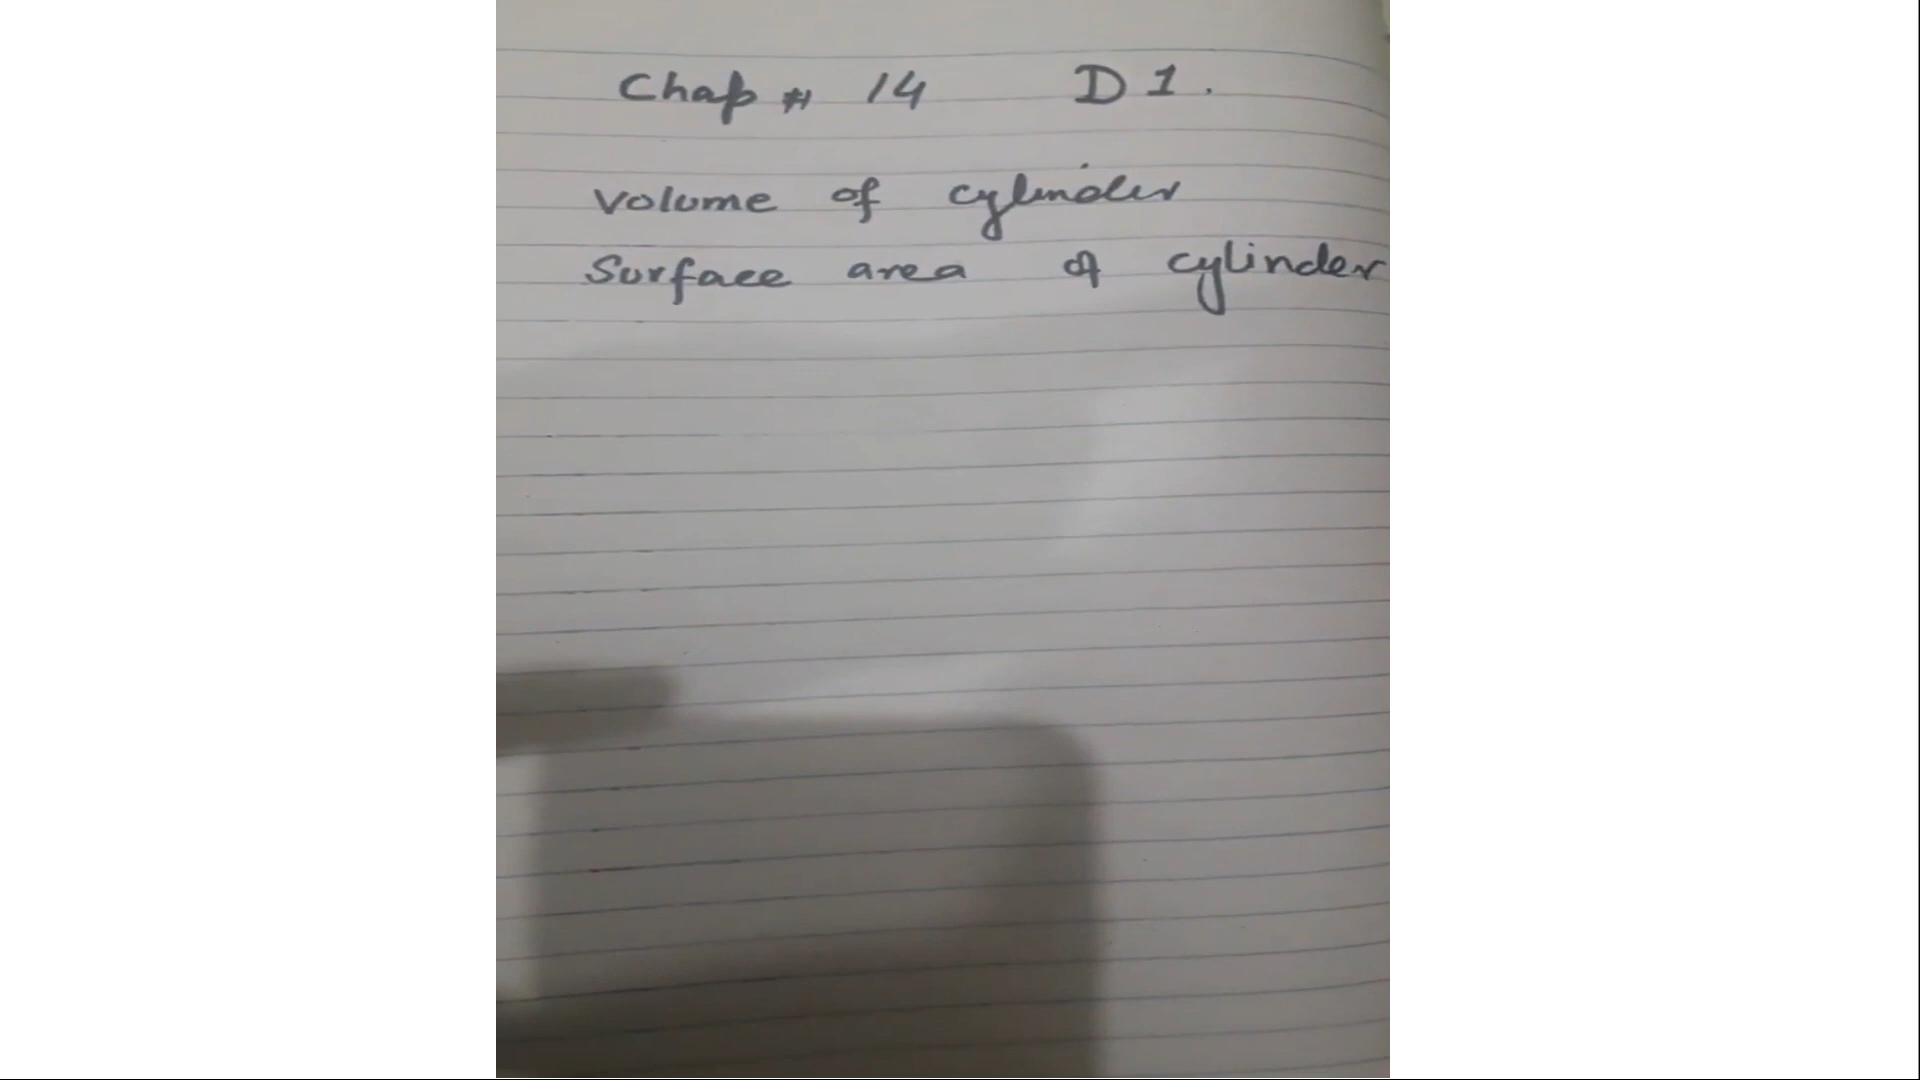 Chap # 14 D1.
Volume of cylinder
Surface area of cylinder